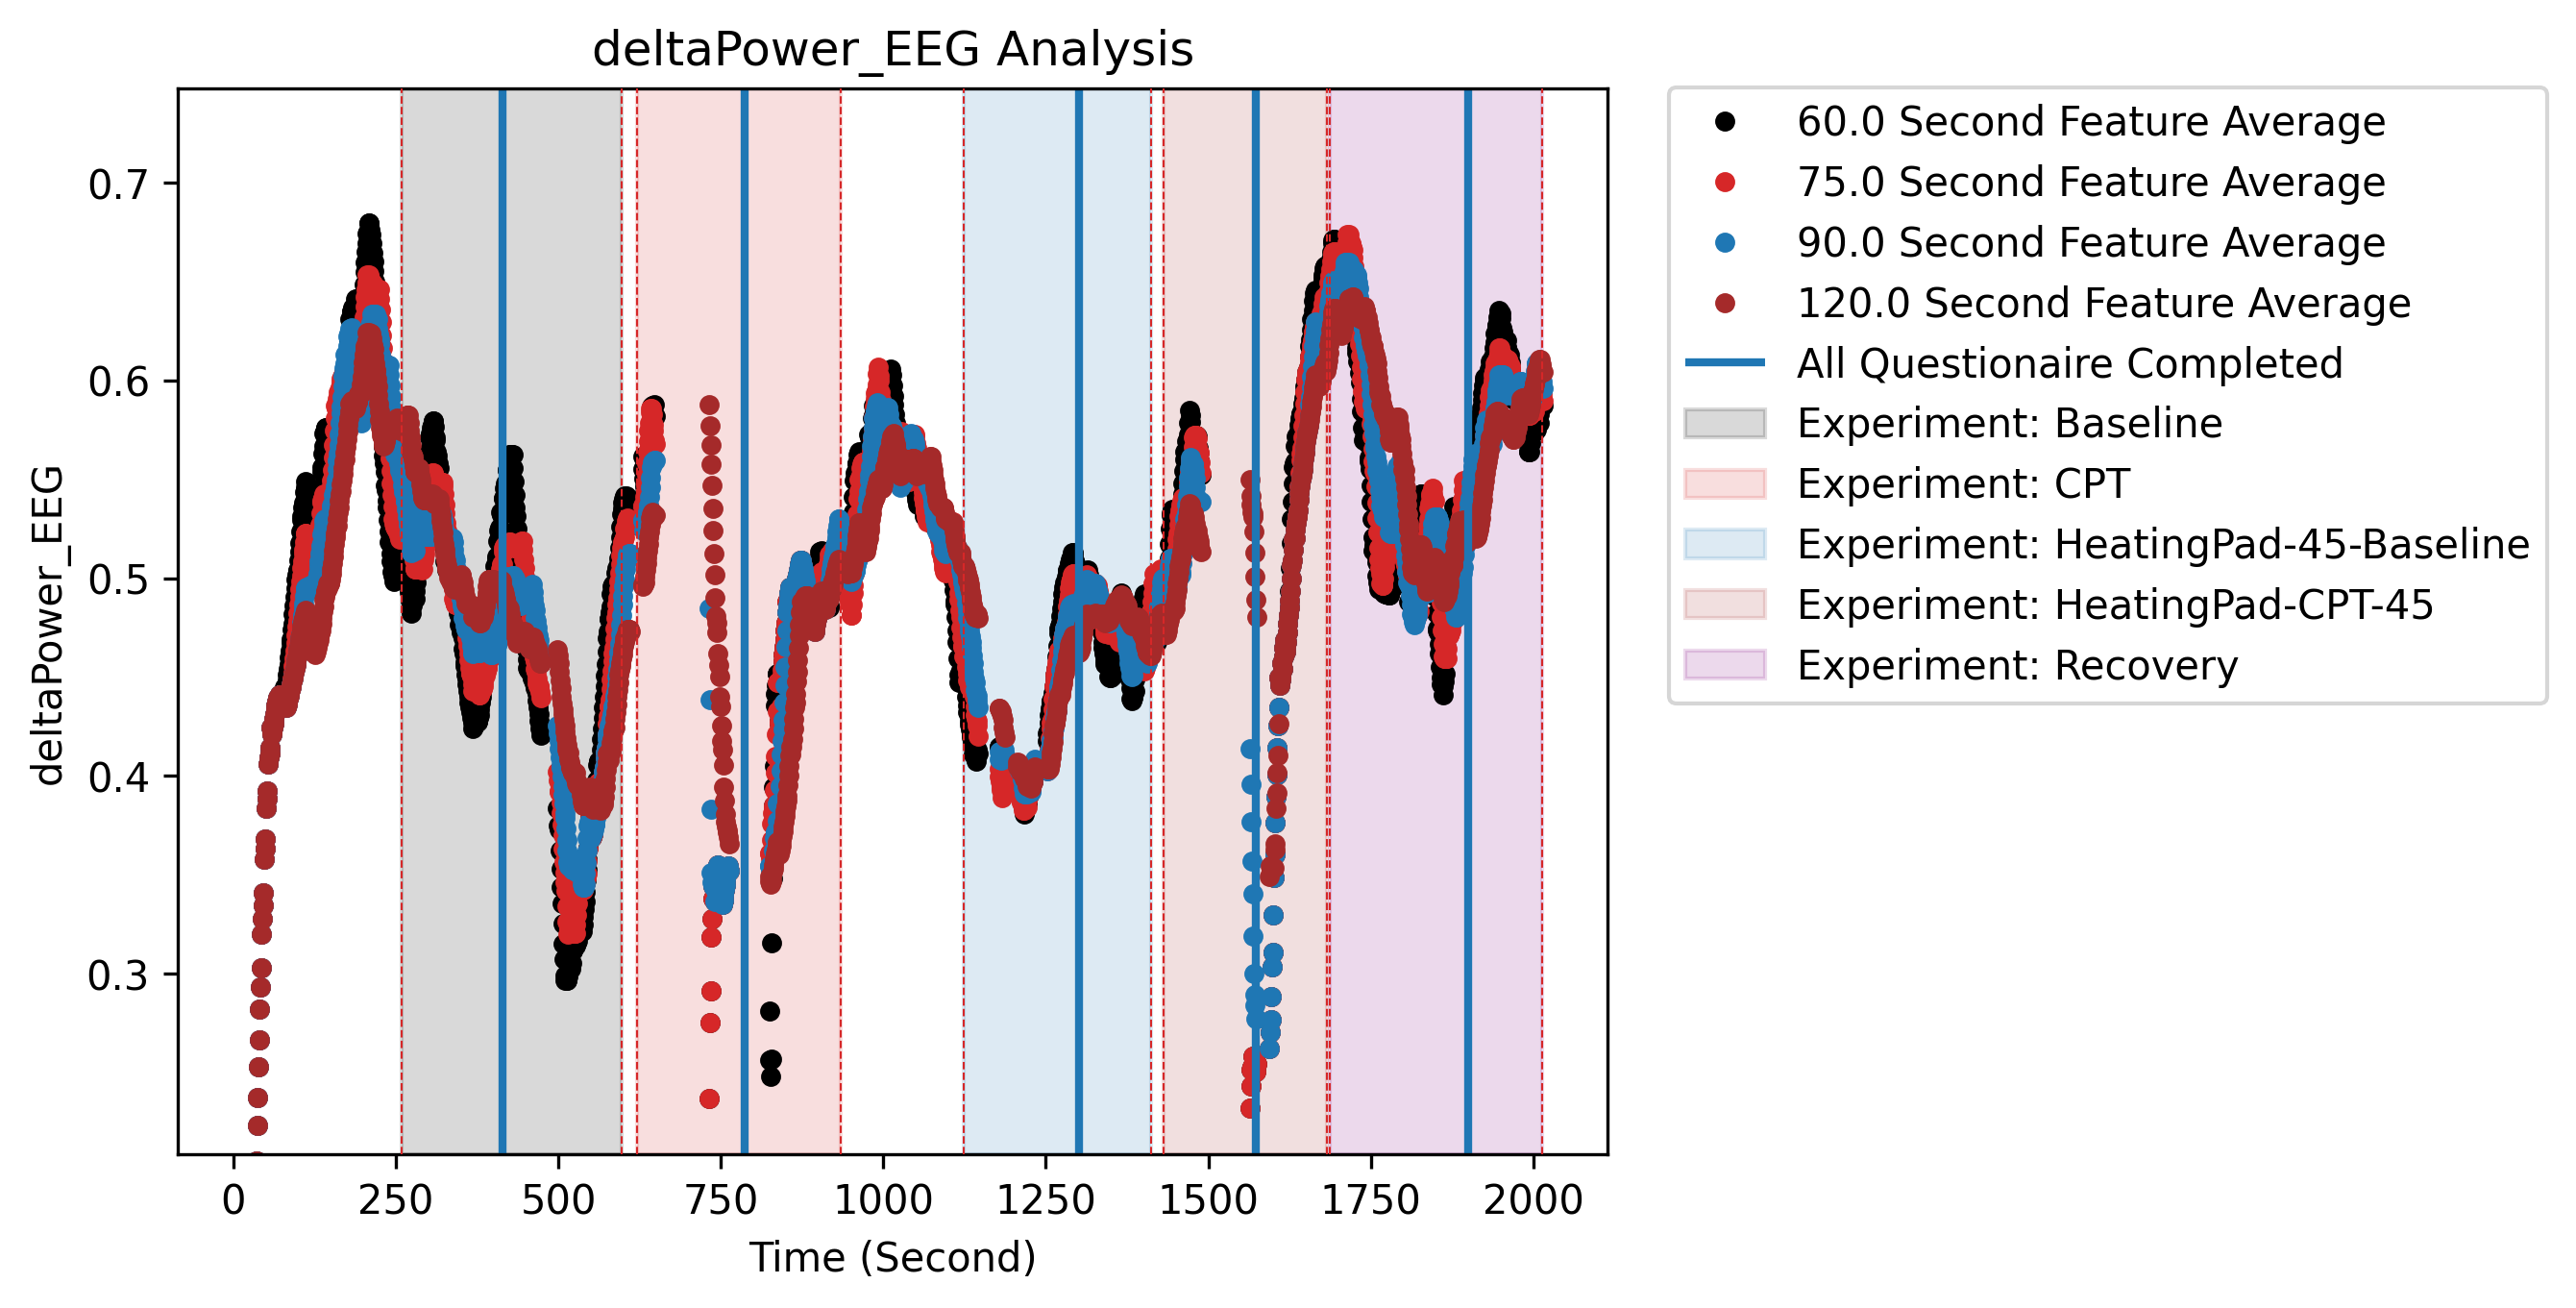 deltaPower_EEG Analysis
deltaPower_EEG
0.7
0.6
0.5
0.4
0.3
0
250
500
750
1000
1250
1500
1750
2000
Time (Second)
60.0 Second Feature Average
75.0 Second Feature Average
90.0 Second Feature Average
120.0 Second Feature Average
All Questionaire Completed
Experiment: Baseline
Experiment: CPT
Experiment: HeatingPad-45-Baseline
Experiment: HeatingPad-CPT-45
Experiment: Recovery